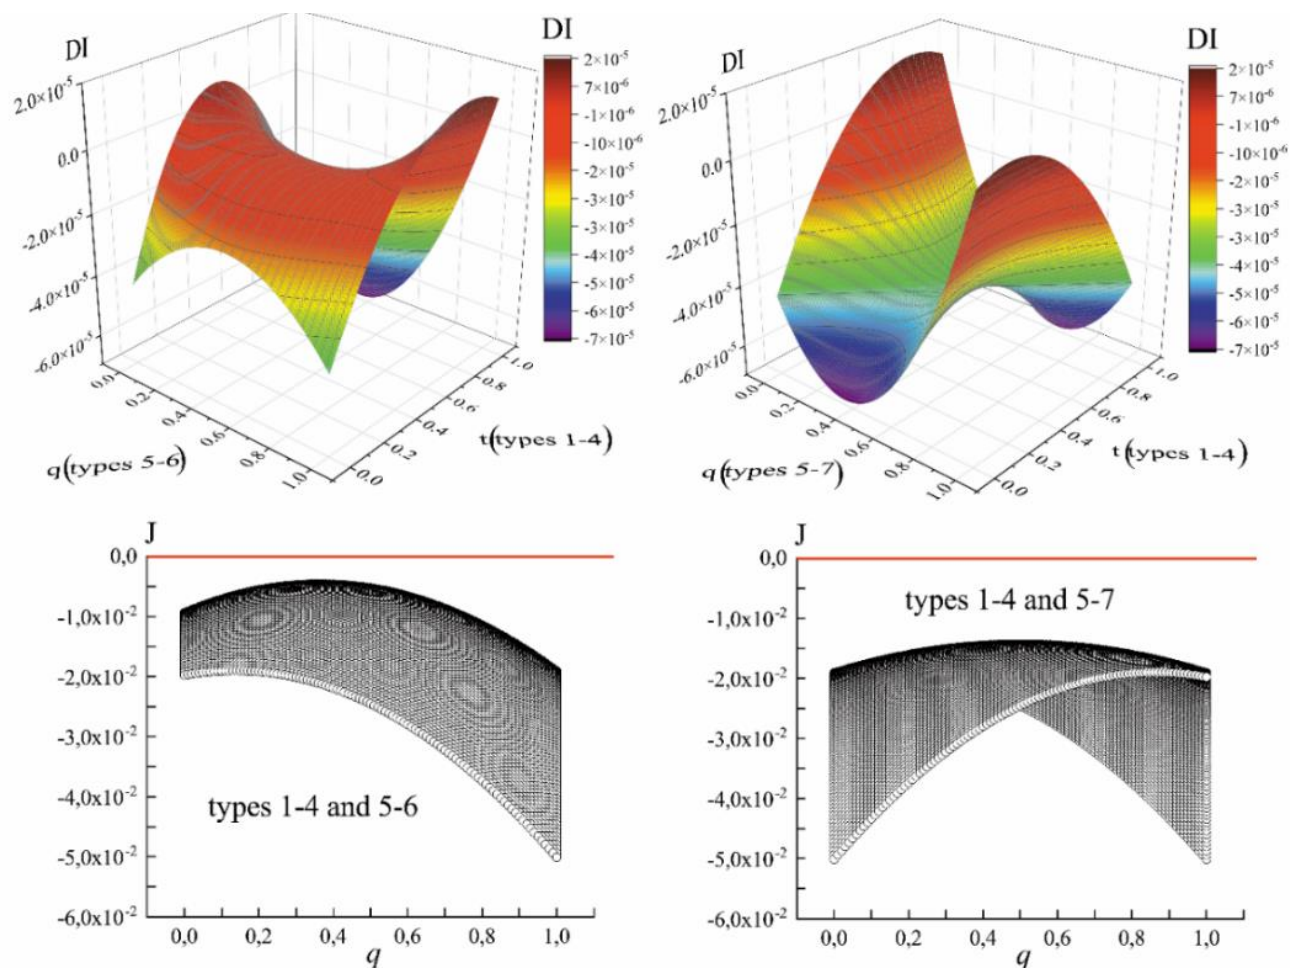 DI
2.0×10⁻⁵
0.0
-2.0×10⁻⁵
-4.0×10⁻⁵
-6.0×10⁻⁵
0.0
0.2
0.4
0.6
0.8
1.0
q(types 5-6)
0.0
0.2
0.4
0.6
0.8
1.0
t(types 1-4)
DI
2×10⁻⁵
7×10⁻⁶
-1×10⁻⁶
-10×10⁻⁶
-2×10⁻⁵
-3×10⁻⁵
-4×10⁻⁵
-5×10⁻⁵
-6×10⁻⁵
-7×10⁻⁵
DI
2.0×10⁻⁵
0.0
-2.0×10⁻⁵
-4.0×10⁻⁵
-6.0×10⁻⁵
0.0
0.2
0.4
0.6
0.8
1.0
q(types 5-7)
0.0
0.2
0.4
0.6
0.8
1.0
t(types 1-4)
DI
2×10⁻⁵
7×10⁻⁶
-1×10⁻⁶
-10×10⁻⁶
-2×10⁻⁵
-3×10⁻⁵
-4×10⁻⁵
-5×10⁻⁵
-6×10⁻⁵
-7×10⁻⁵
J
0,0
-1,0x10⁻²
-2,0x10⁻²
-3,0x10⁻²
-4,0x10⁻²
-5,0x10⁻²
-6,0x10⁻²
types 1-4 and 5-6
0,0 0,2 0,4 0,6 0,8 1,0
q
J
0,0
-1,0x10⁻²
-2,0x10⁻²
-3,0x10⁻²
-4,0x10⁻²
-5,0x10⁻²
-6,0x10⁻²
types 1-4 and 5-7
0,0 0,2 0,4 0,6 0,8 1,0
q